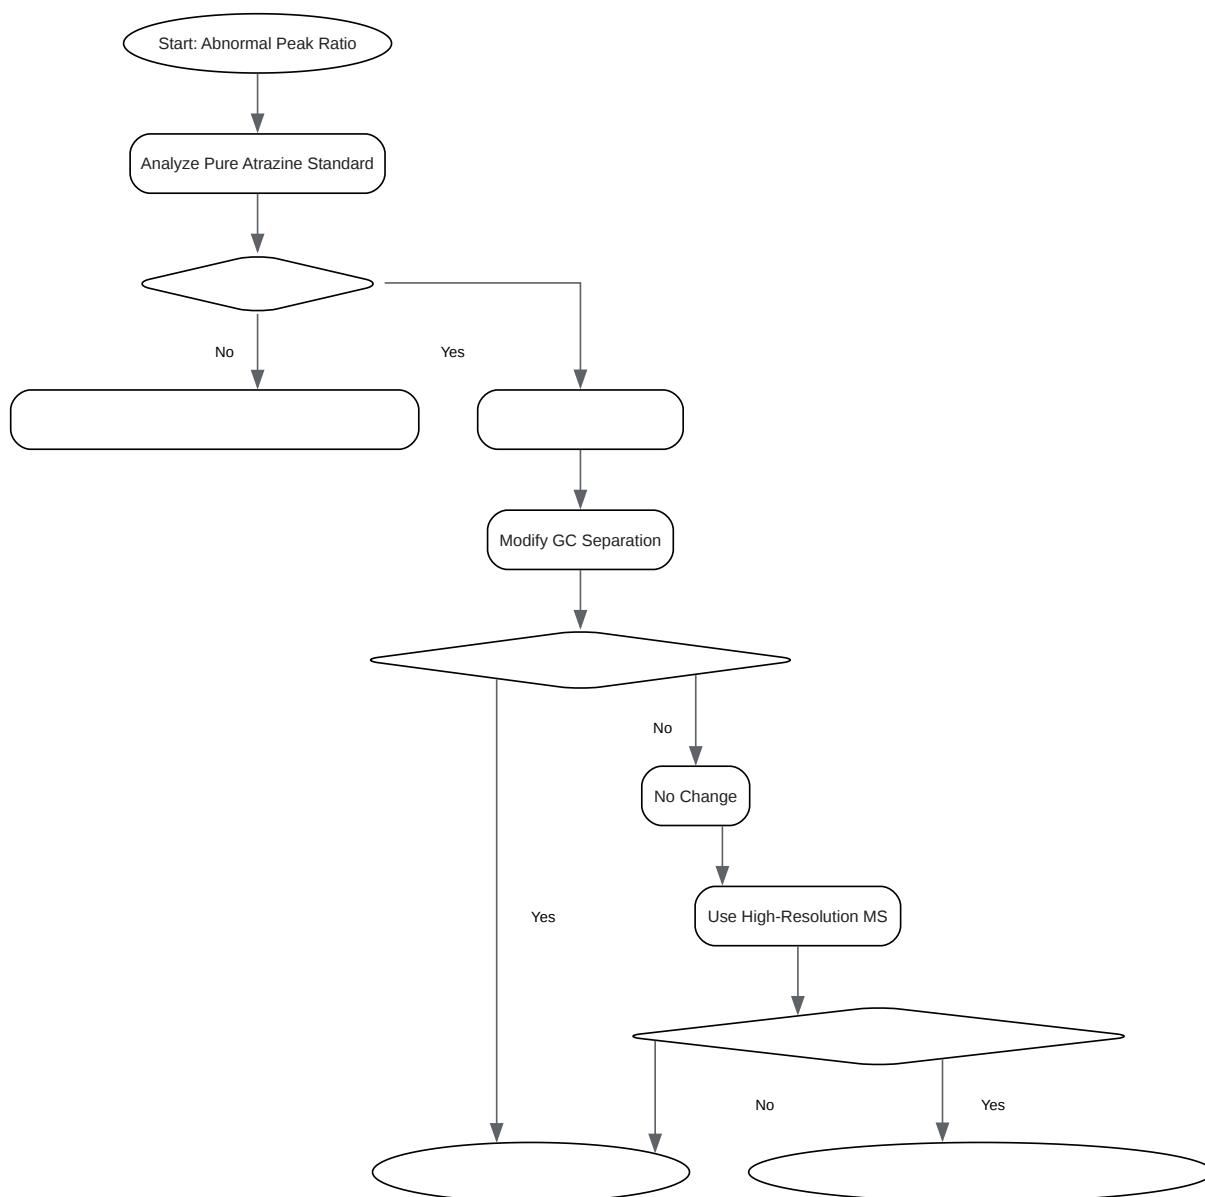 Start: Abnormal Peak Ratio
Analyze Pure Atrazine Standard
No
Yes
Modify GC Separation
No
No Change
Use High-Resolution MS
Yes
No
Yes